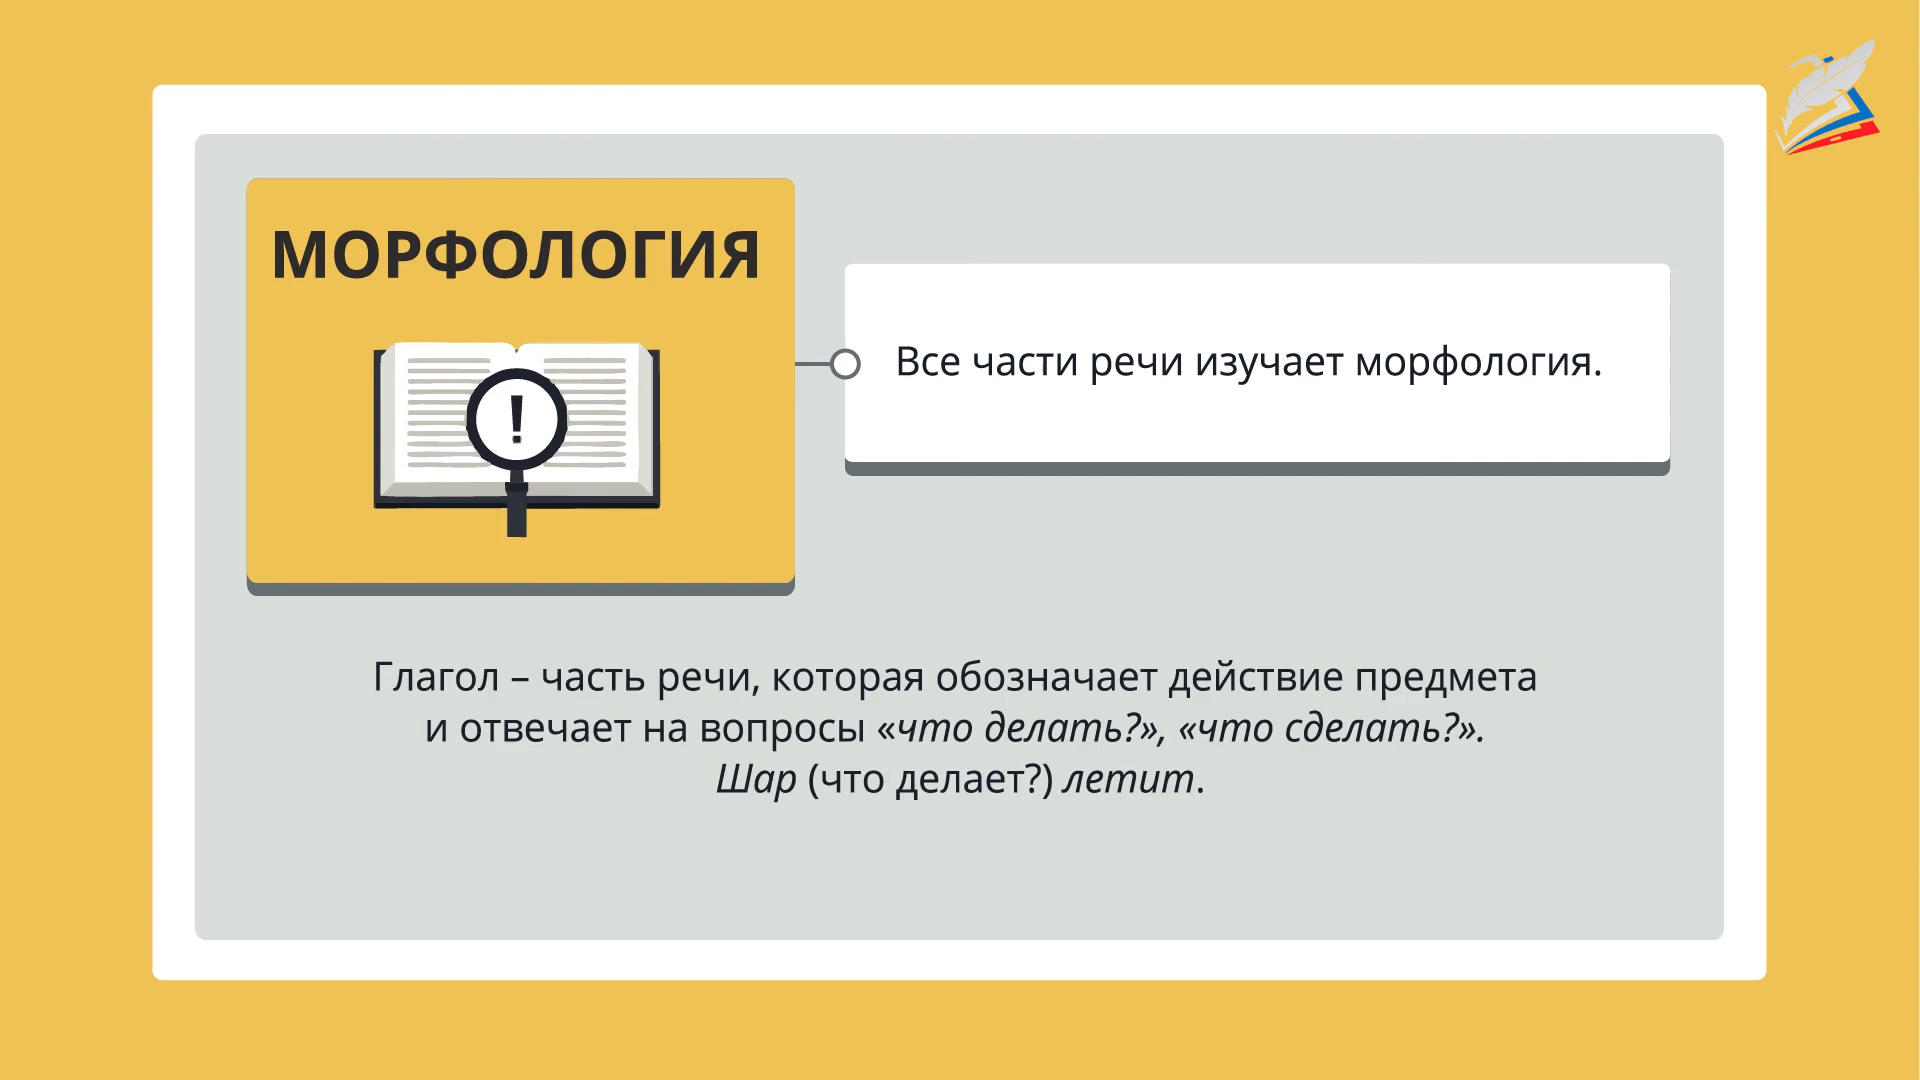 МОРФОЛОГИЯ
!
Все части речи изучает морфология.
Глагол – часть речи, которая обозначает действие предмета
и отвечает на вопросы «что делать?», «что сделать?».
Шар (что делает?) летит.